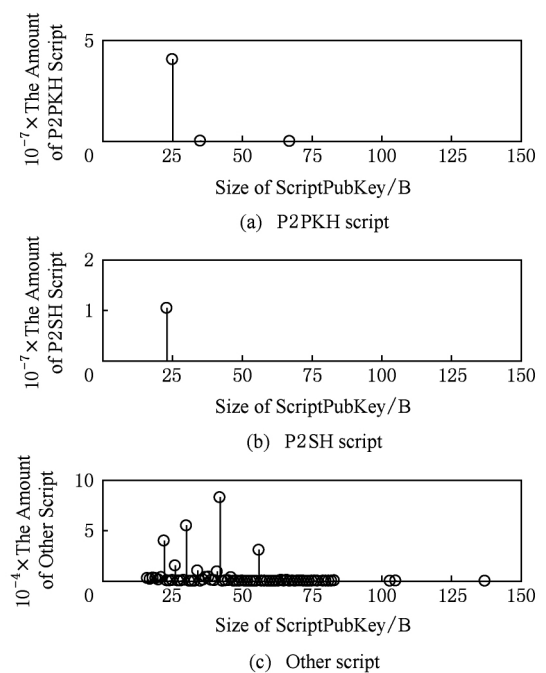 5
0
10⁻⁷×The Amount
of P2PKH Script
25 50 75 100 125 150
Size of ScriptPubKey/B
(a) P2PKH script
2
1
0
10⁻⁷×The Amount
of P2SH Script
25 50 75 100 125 150
Size of ScriptPubKey/B
(b) P2SH script
10
5
0
10⁻⁴×The Amount
of Other Script
25 50 75 100 125 150
Size of ScriptPubKey/B
(c) Other script